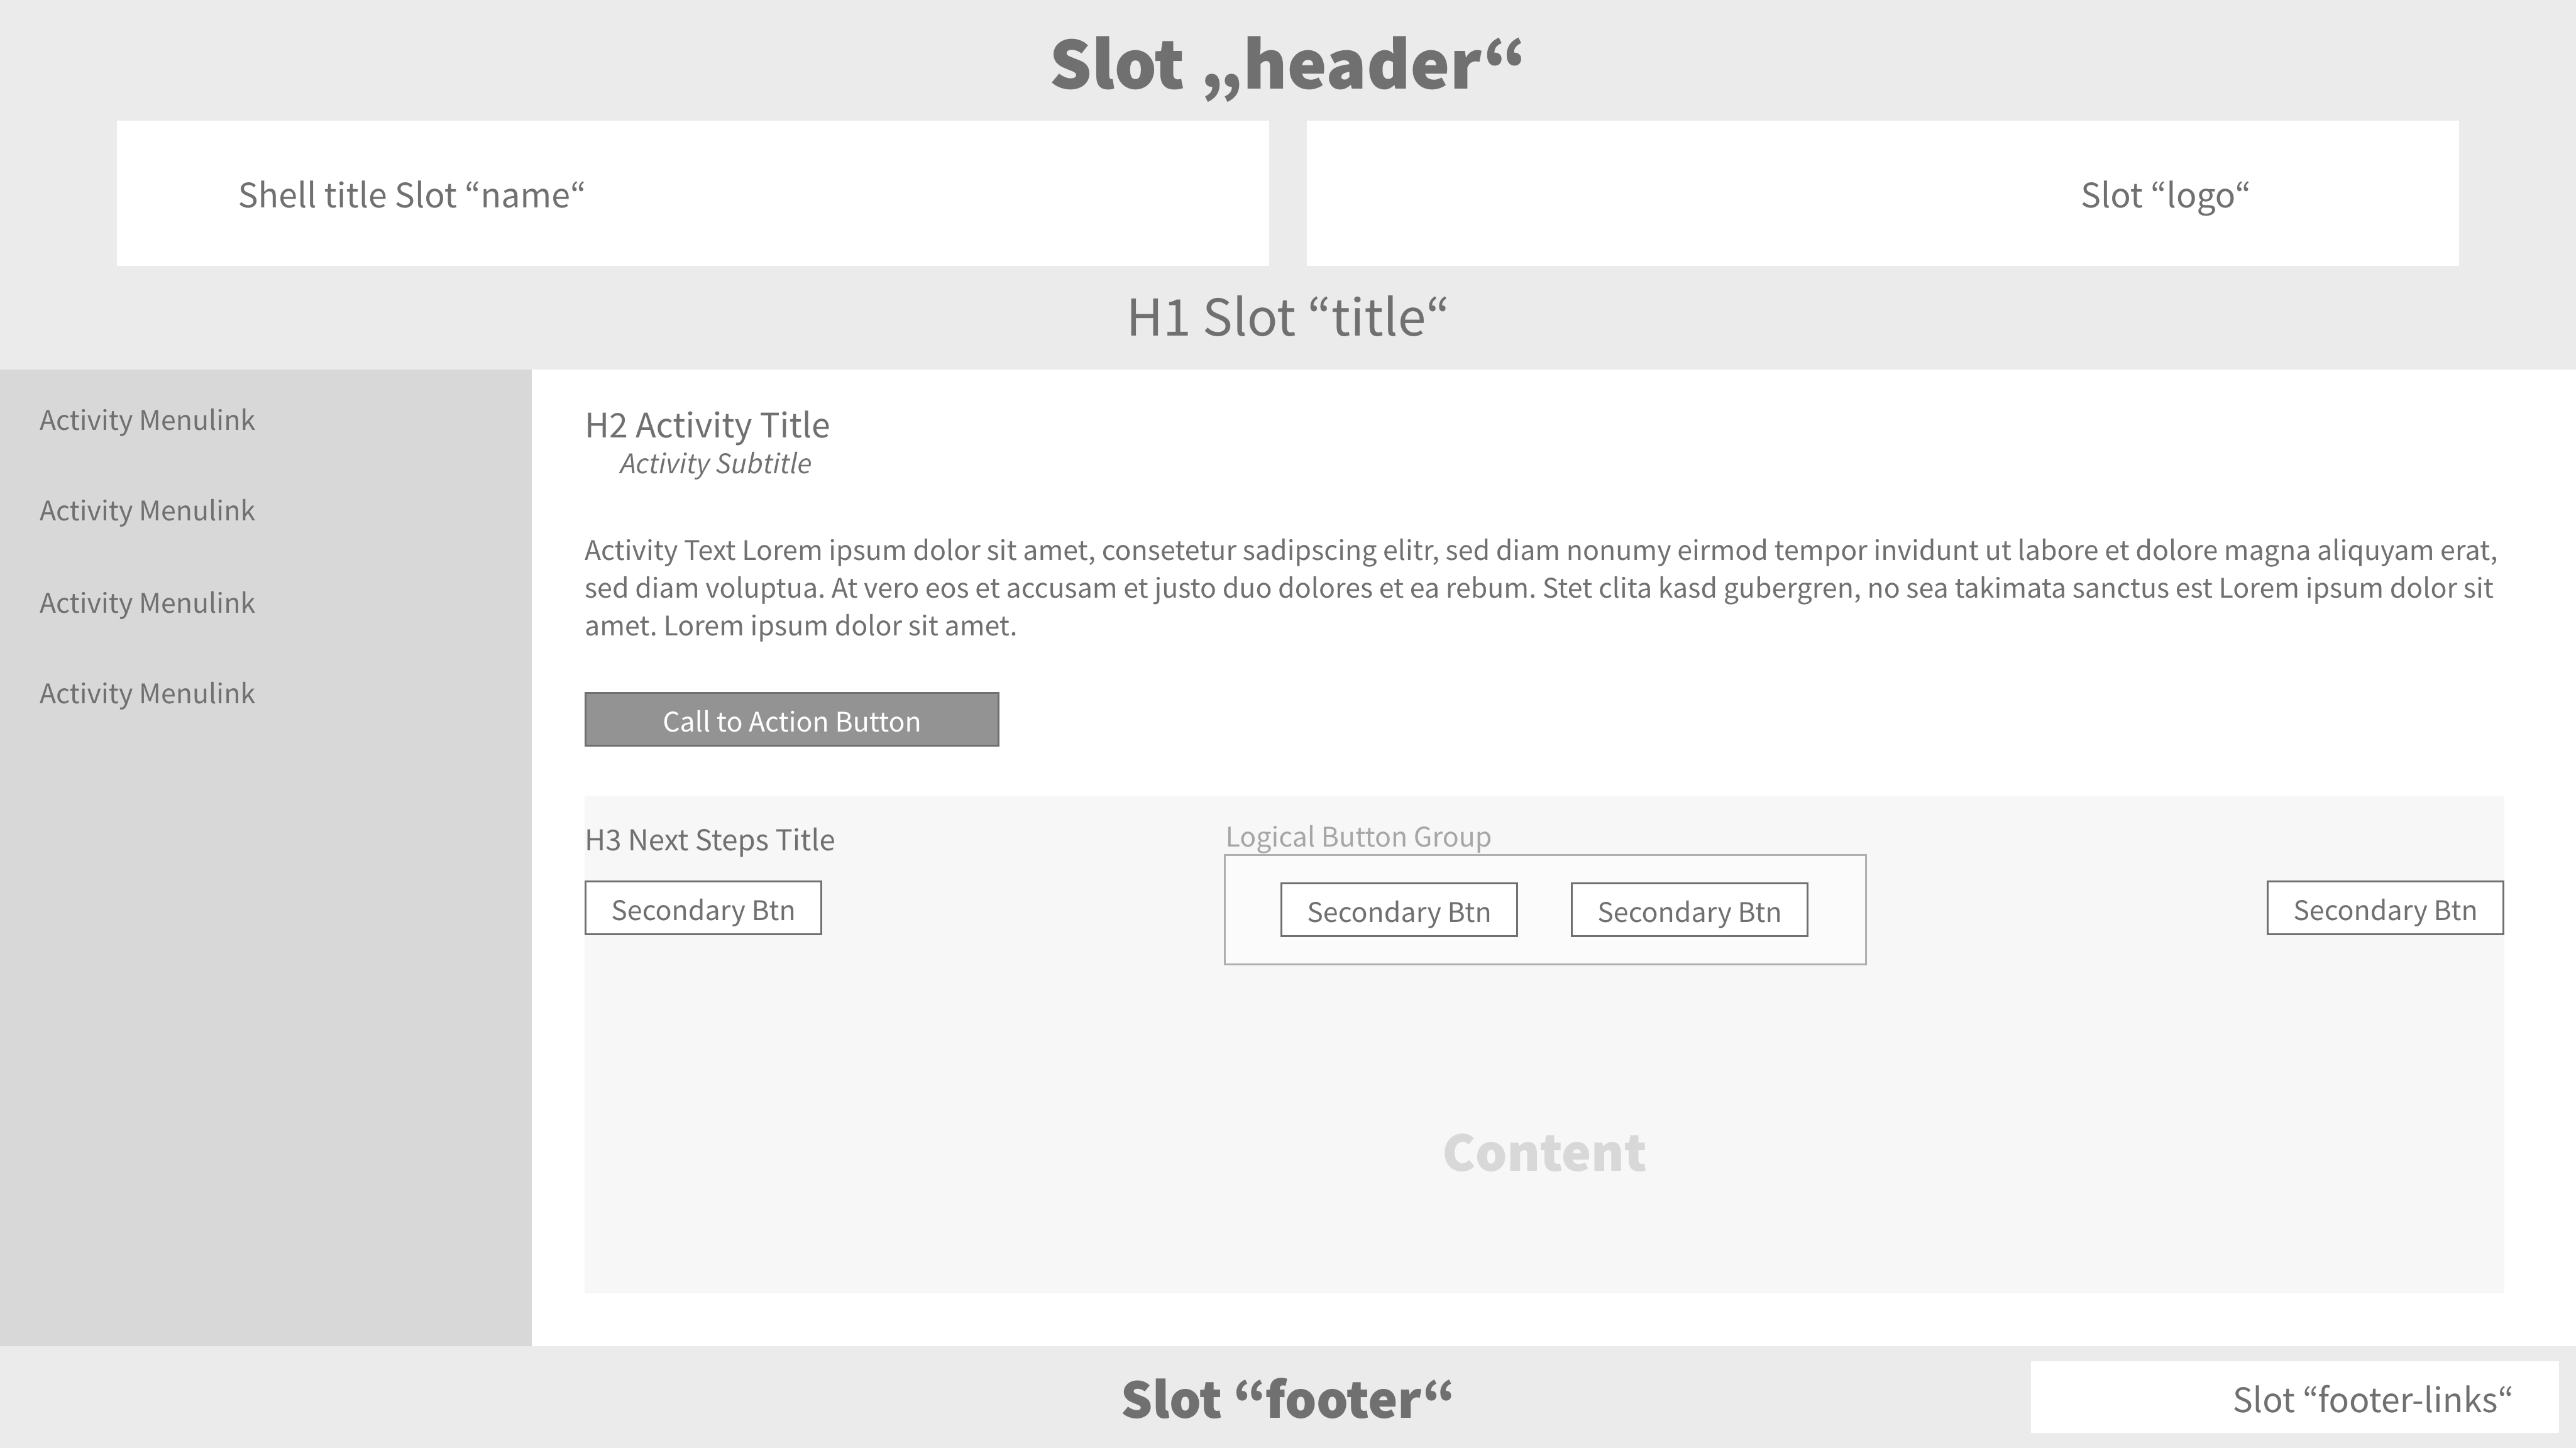 Slot „header“
Shell title Slot “name“
Slot “logo“
H1 Slot “title“
Activity Menulink
Activity Menulink
Activity Menulink
Activity Menulink
H2 Activity Title
Activity Subtitle
Activity Text Lorem ipsum dolor sit amet, consetetur sadipscing elitr, sed diam nonumy eirmod tempor invidunt ut labore et dolore magna aliquyam erat,
sed diam voluptua. At vero eos et accusam et justo duo dolores et ea rebum. Stet clita kasd gubergren, no sea takimata sanctus est Lorem ipsum dolor sit
amet. Lorem ipsum dolor sit amet.
Call to Action Button
H3 Next Steps Title
Logical Button Group
Secondary Btn
Secondary Btn
Secondary Btn
Secondary Btn
Content
Slot “footer“
Slot “footer-links“